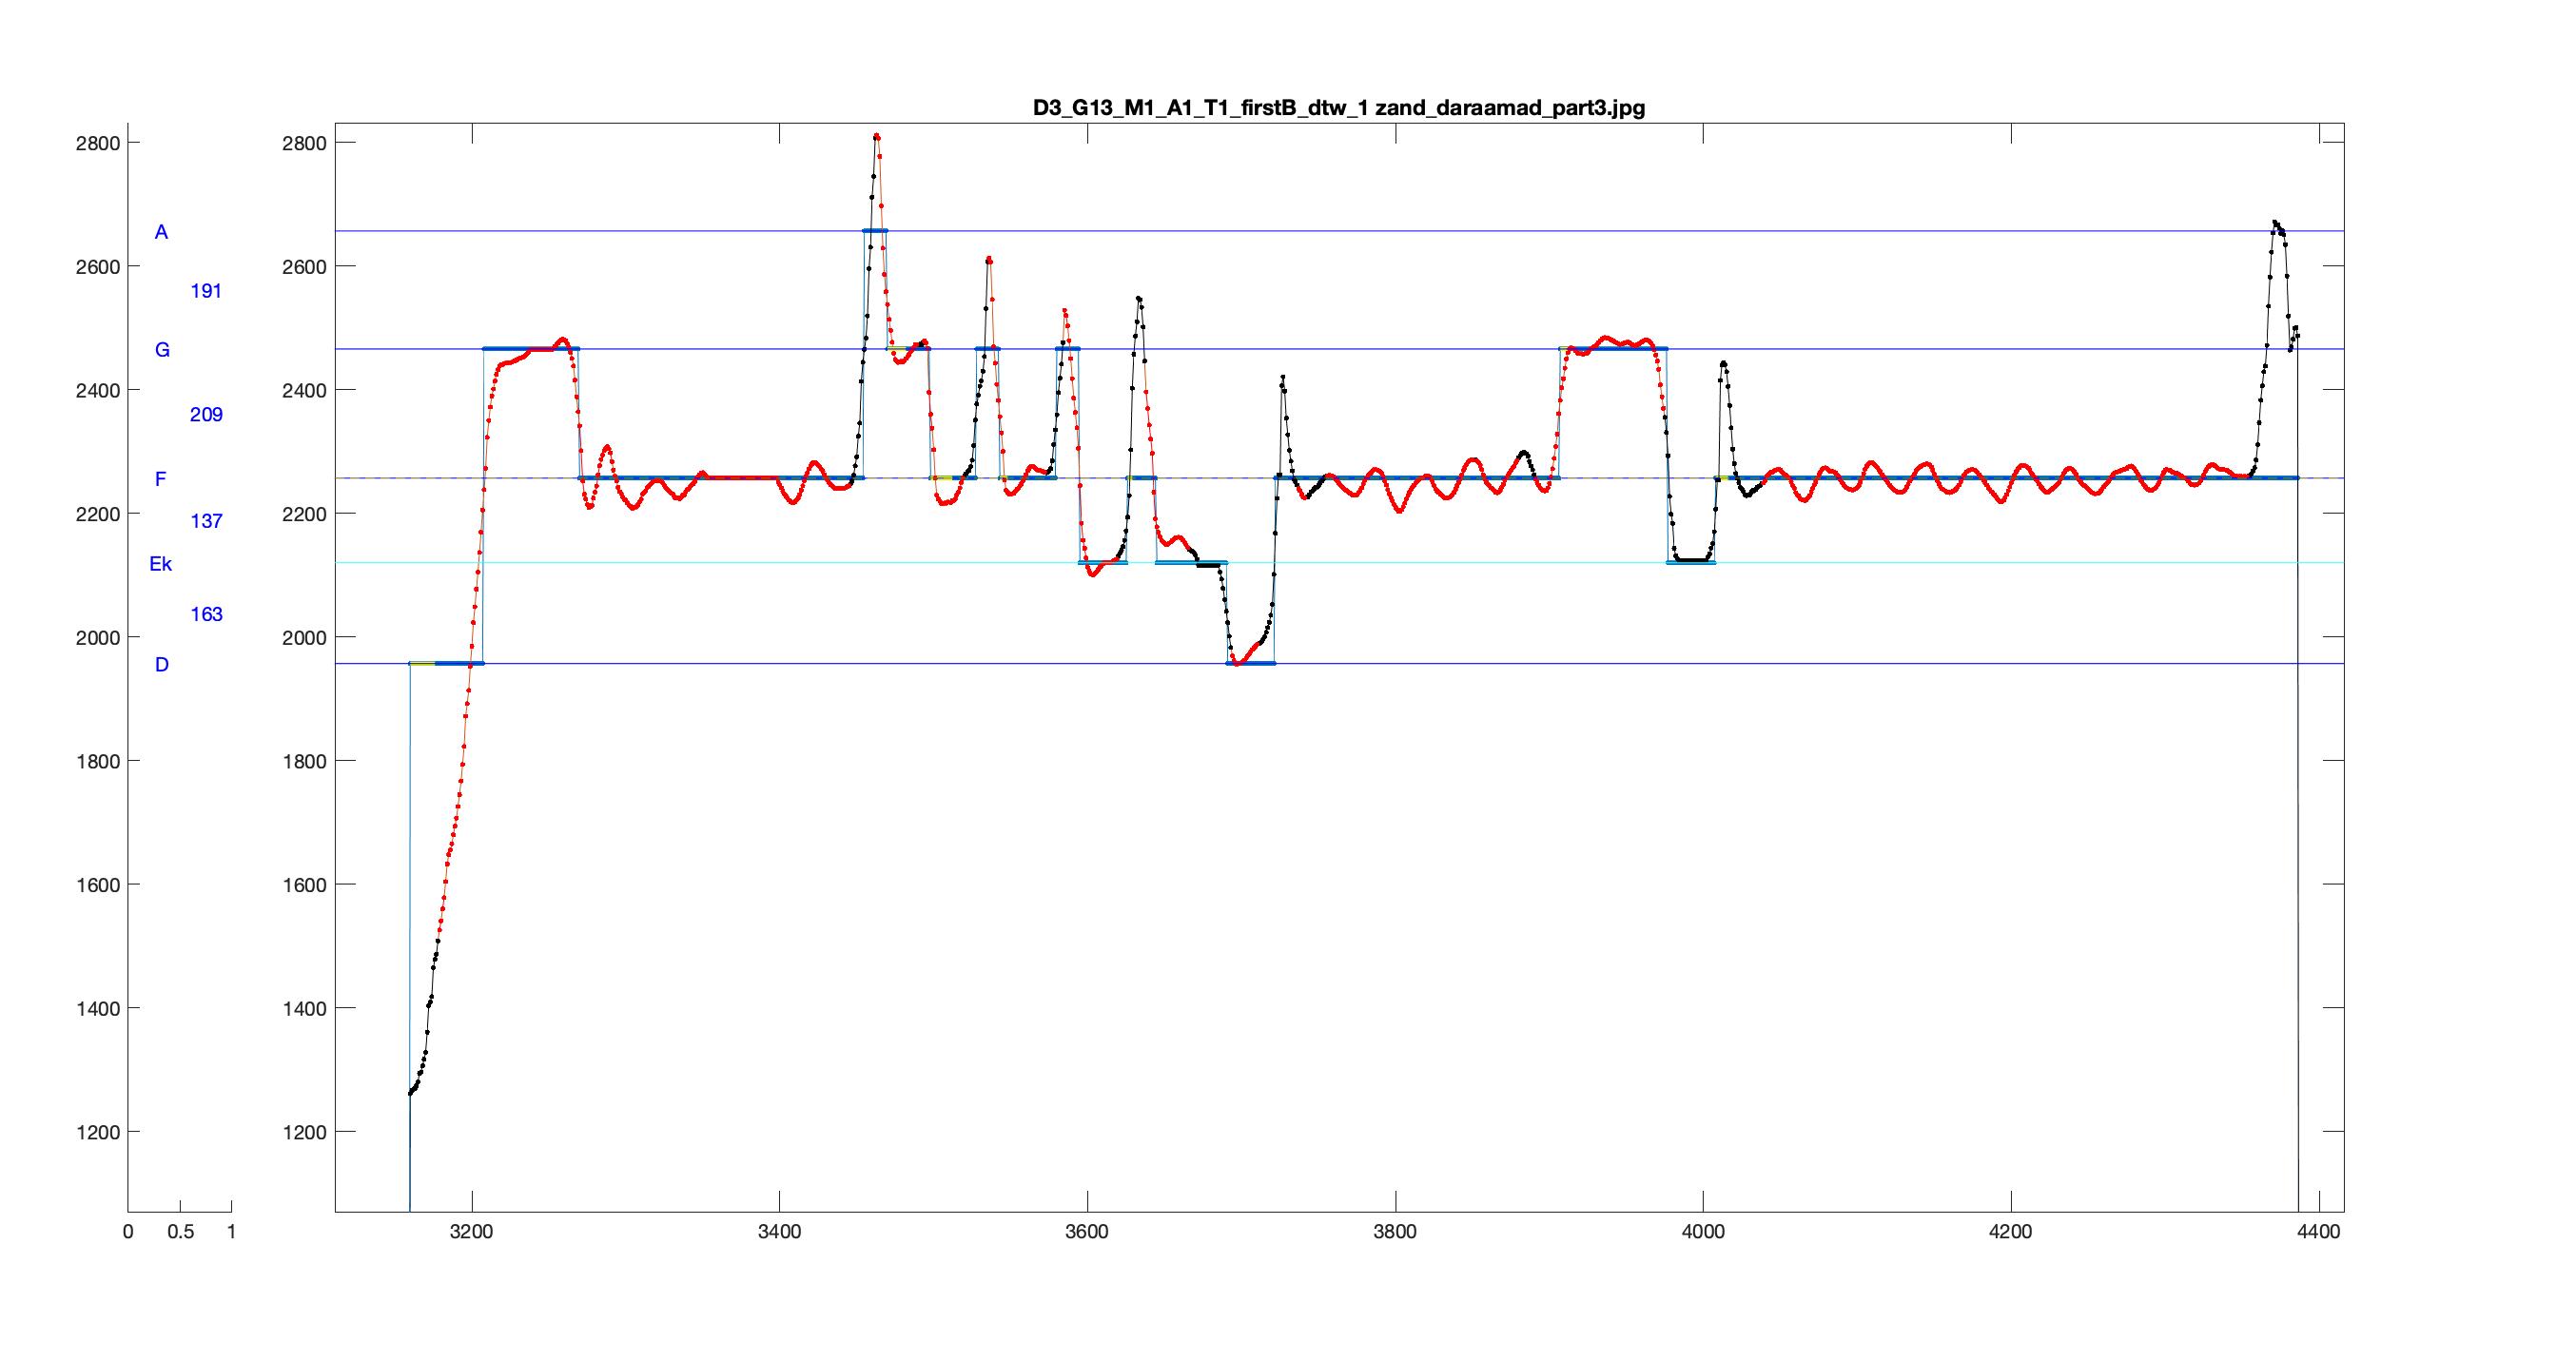 D3_G13_M1_A1_T1_firstB_dtw_1 zand_daraamad_part3.jpg
2800 2800
A
2600 2600
191
G
2400 2400
209
F
2200 2200
137
Ek
2000 2000
163
D
1800 1800
1600 1600
1400 1400
1200 1200
0 0.5 1 3200 3400 3600 3800 4000 4200 4400